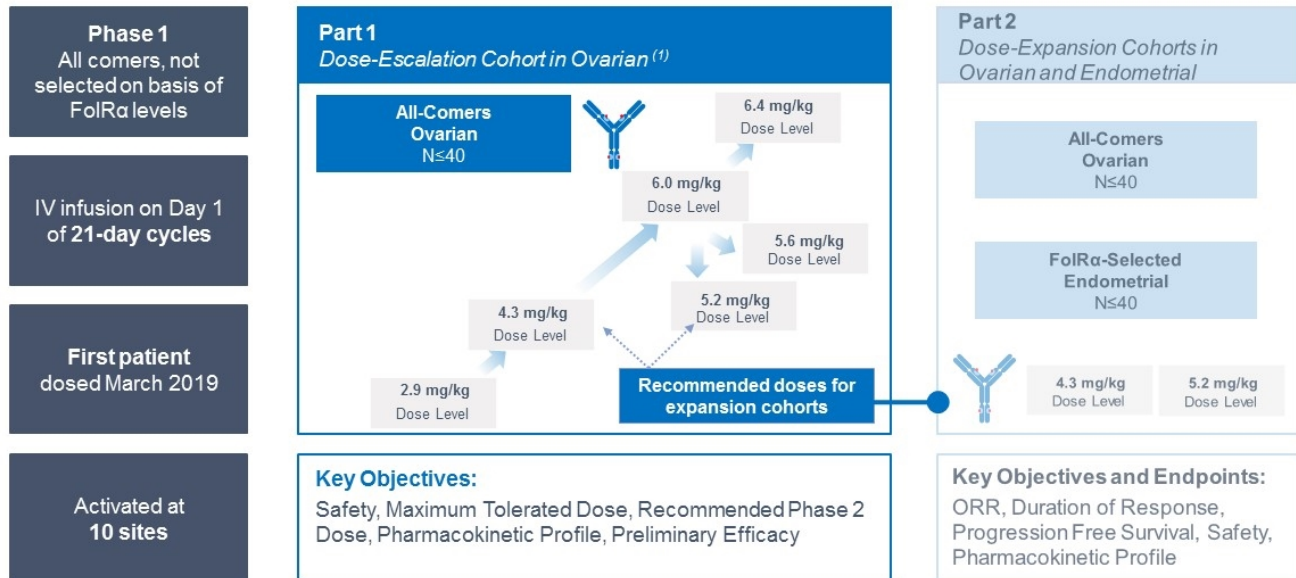 Phase 1
All comers, not
selected on basis of
FolRα levels
IV infusion on Day 1
of 21-day cycles
First patient
dosed March 2019
Activated at
10 sites
Part 1
Dose-Escalation Cohort in Ovarian (1)
All-Comers
Ovarian
N≤40
6.4 mg/kg
Dose Level
6.0 mg/kg
Dose Level
5.6 mg/kg
Dose Level
5.2 mg/kg
Dose Level
4.3 mg/kg
Dose Level
2.9 mg/kg
Dose Level
Recommended doses for
expansion cohorts
Key Objectives:
Safety, Maximum Tolerated Dose, Recommended Phase 2
Dose, Pharmacokinetic Profile, Preliminary Efficacy
Part 2
Dose-Expansion Cohorts in
Ovarian and Endometrial
All-Comers
Ovarian
N≤40
FolRα-Selected
Endometrial
N≤40
4.3 mg/kg
Dose Level
5.2 mg/kg
Dose Level
Key Objectives and Endpoints:
ORR, Duration of Response,
Progression Free Survival, Safety,
Pharmacokinetic Profile